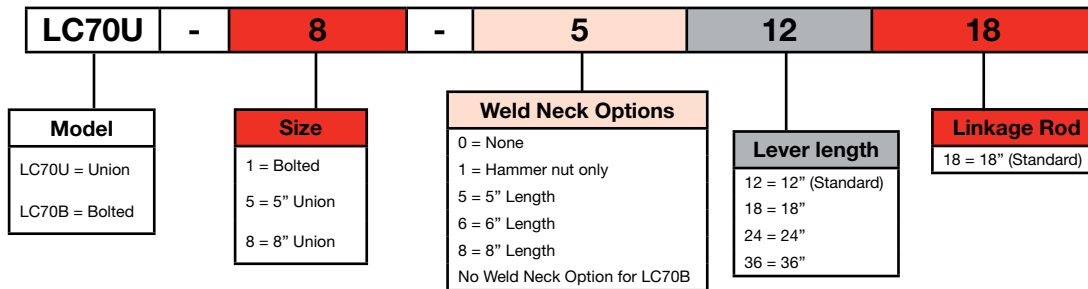 LC70U - 8 - 5 12 18
Model
LC70U = Union
LC70B = Bolted
Size
1 = Bolted
5 = 5” Union
8 = 8” Union
Weld Neck Options
0 = None
1 = Hammer nut only
5 = 5” Length
6 = 6” Length
8 = 8” Length
No Weld Neck Option for LC70B
Lever length
12 = 12” (Standard)
18 = 18”
24 = 24”
36 = 36”
Linkage Rod
18 = 18” (Standard)